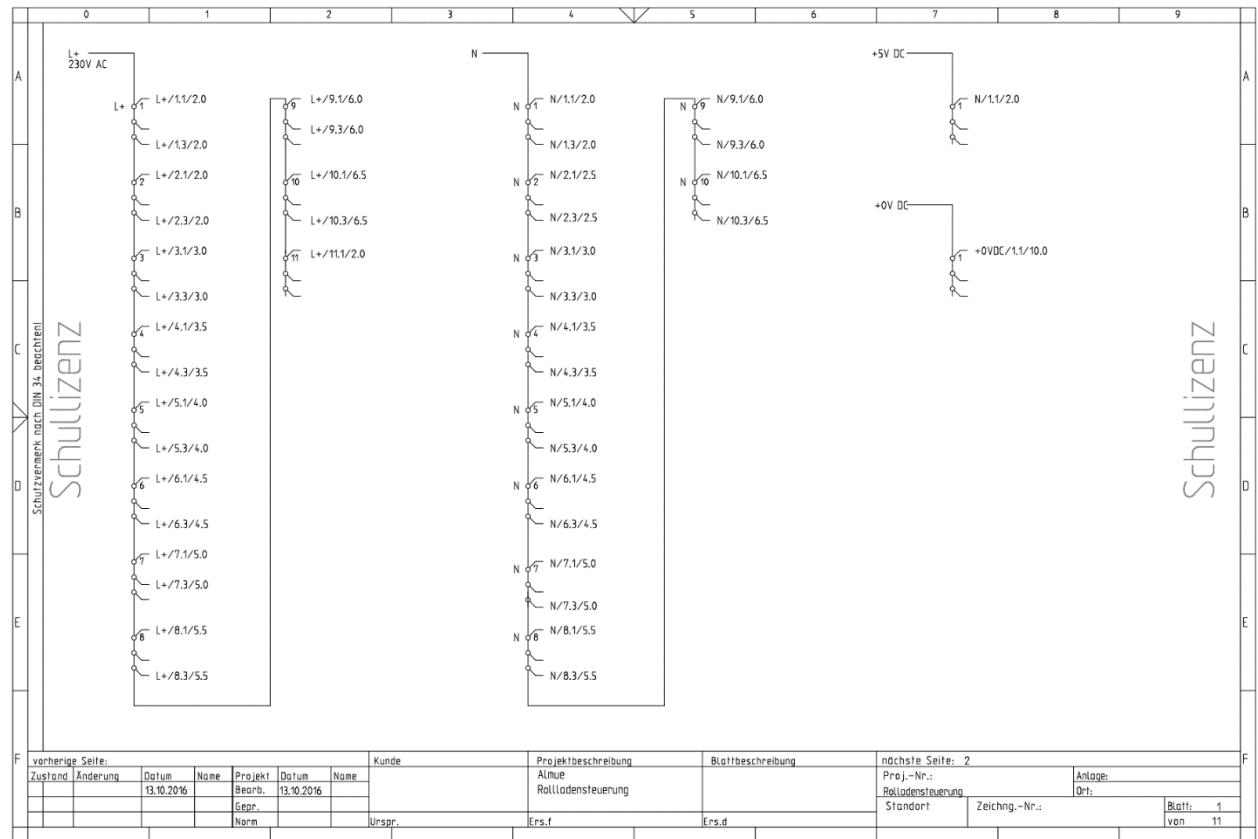 0 1 2 3 4 5 6 7 8 9
A A
B B
C C
D D
E E
F F
L+
230V AC
L+ 1 L+/1.1/2.0
L+/1.3/2.0
2 L+/2.1/2.0
L+/2.3/2.0
3 L+/3.1/3.0
L+/3.3/3.0
4 L+/4.1/3.5
L+/4.3/3.5
5 L+/5.1/4.0
L+/5.3/4.0
6 L+/6.1/4.5
L+/6.3/4.5
7 L+/7.1/5.0
L+/7.3/5.0
8 L+/8.1/5.5
L+/8.3/5.5
9 L+/9.1/6.0
L+/9.3/6.0
10 L+/10.1/6.5
L+/10.3/6.5
11 L+/11.1/2.0
N
N 1 N/1.1/2.0
N/1.3/2.0
N 2 N/2.1/2.5
N/2.3/2.5
N 3 N/3.1/3.0
N/3.3/3.0
N 4 N/4.1/3.5
N/4.3/3.5
N 5 N/5.1/4.0
N/5.3/4.0
N 6 N/6.1/4.5
N/6.3/4.5
N 7 N/7.1/5.0
N/7.3/5.0
N 8 N/8.1/5.5
N/8.3/5.5
N 9 N/9.1/6.0
N/9.3/6.0
N 10 N/10.1/6.5
N/10.3/6.5
+5V DC
1 N/1.1/2.0
+0V DC
1 +0VDC/1.1/10.0
Schutzvermerk nach DIN 34 beachten!
Schullizenz
Schullizenz
vorherige Seite: Kunde Projektbeschreibung Blattbeschreibung nächste Seite: 2
Zustand Änderung Datum Name Projekt Datum Name Almue Proj.-Nr.: Anlage:
13.10.2016 Bearb. 13.10.2016 Rollladensteuerung Rolladensteuerung Ort:
Gepr. Standort Zeichng.-Nr.: Blatt: 1
Norm Urspr. Ers.f Ers.d von 11